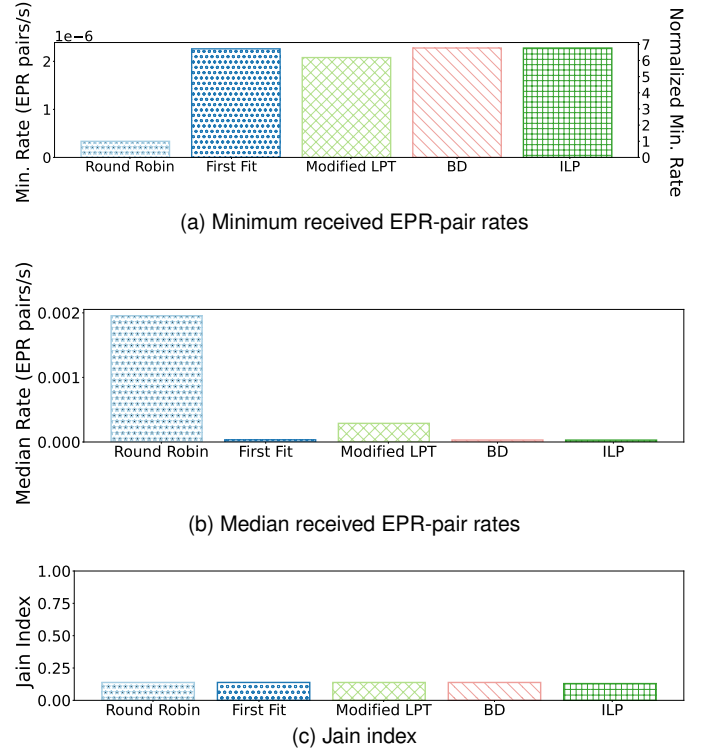 1e−6
Min. Rate (EPR pairs/s)
2
1
0
7
6
5
4
3
2
1
0
Normalized Min. Rate
Round Robin First Fit Modified LPT BD ILP
(a) Minimum received EPR-pair rates
Median Rate (EPR pairs/s)
0.002
0.001
0.000
Round Robin First Fit Modified LPT BD ILP
(b) Median received EPR-pair rates
Jain Index
1.00
0.75
0.50
0.25
0.00
Round Robin First Fit Modified LPT BD ILP
(c) Jain index